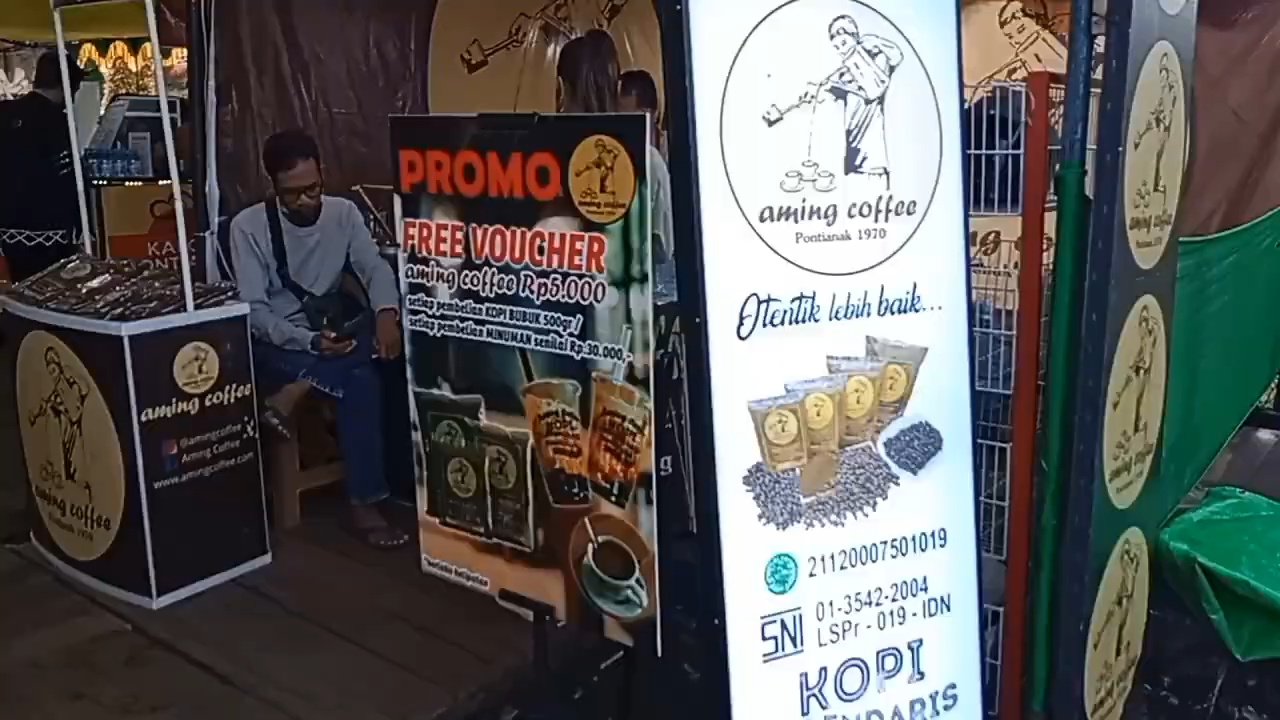 PROMO
aming coffee
FREE VOUCHER
aming coffee Rp5.000
setiap pembelian KOPI BUBUK 500gr /
setiap pembelian MINUMAN senilai Rp.30.000,-
aming coffee
Pontianak 1970
Otentik lebih baik...
21120007501019
SNI
01-3542-2004
LSPr - 019 - IDN
KOPI
aming coffee
@amingcoffee
Aming Coffee
www.amingcoffee.com
aming coffee
Pontianak 1970
aming coffee
aming coffee
aming coffee